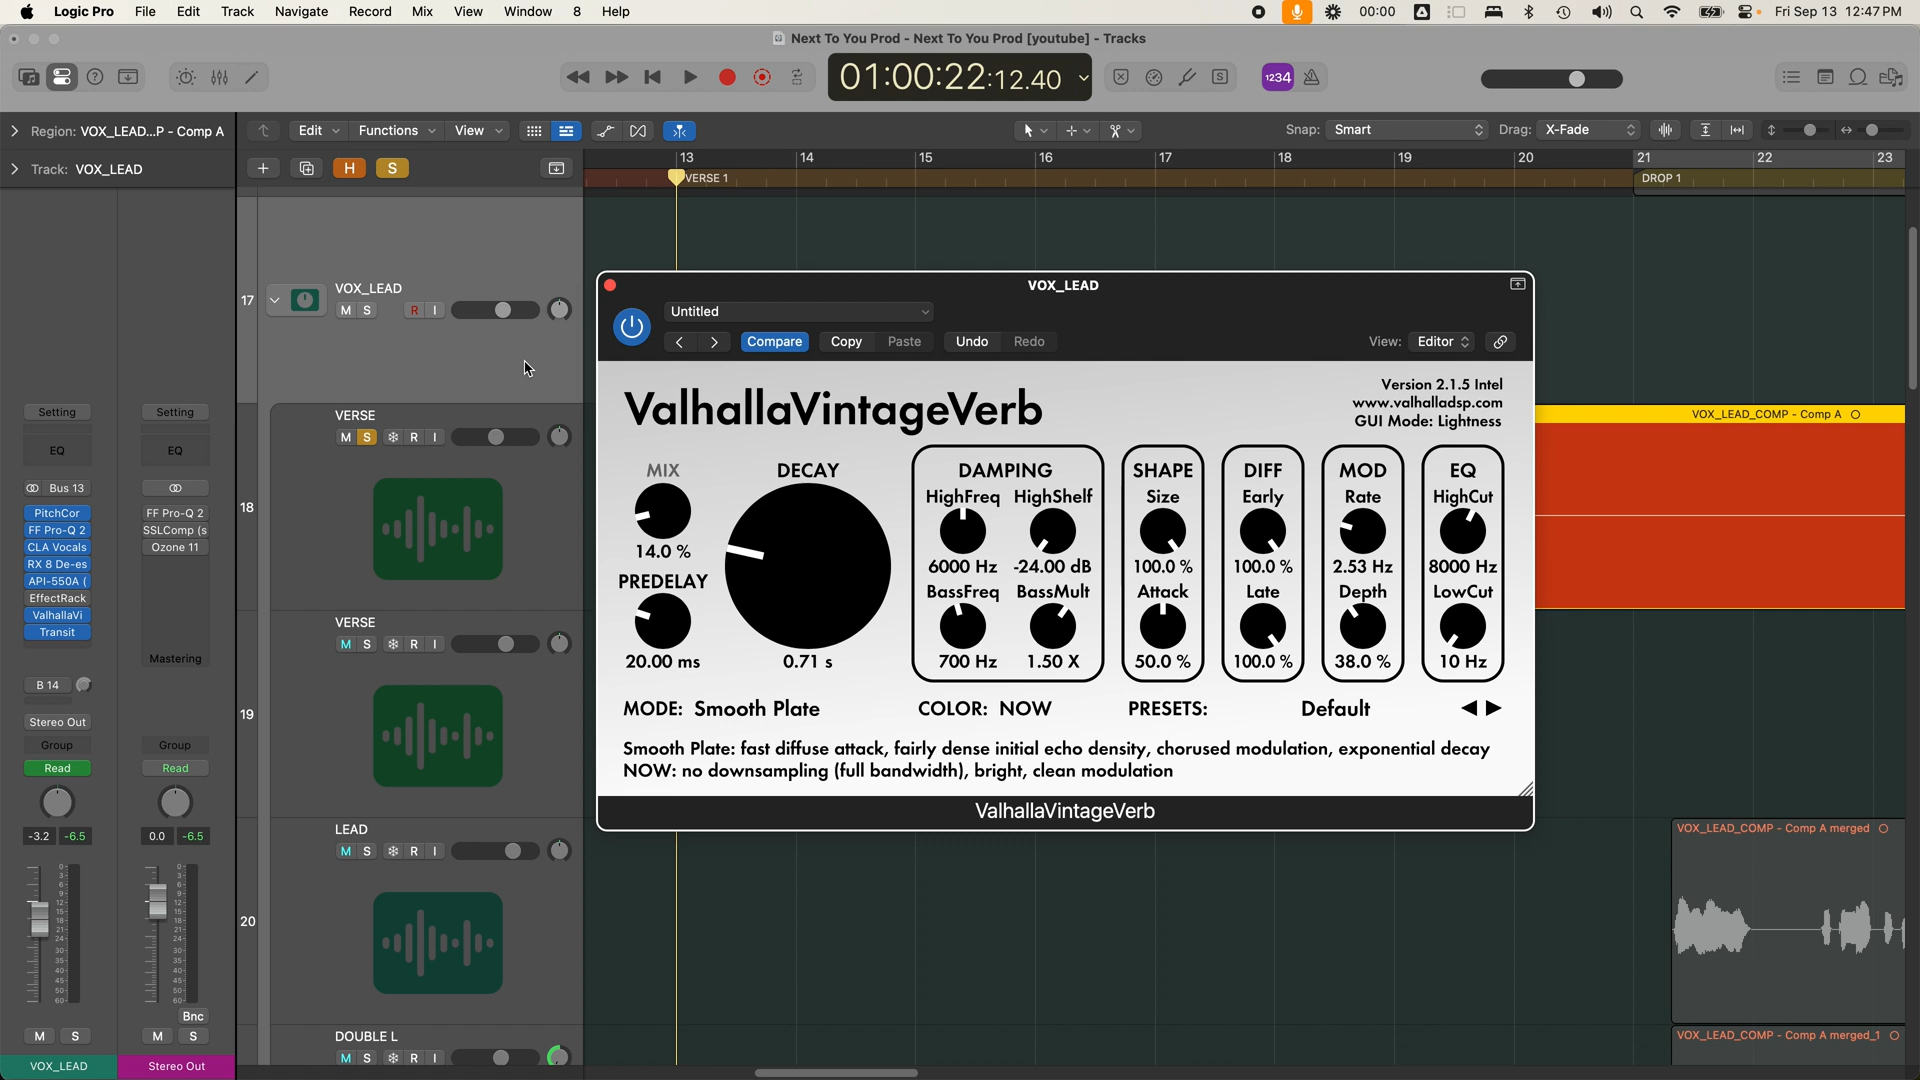 Logic Pro File Edit Track Navigate Record Mix View Window 8 Help
00:00 Fri Sep 13 12:47 PM
Next To You Prod - Next To You Prod [youtube] - Tracks
01:00:22:12.40
S
1234
Region: VOX_LEAD...P - Comp A
Edit Functions View
Snap: Smart
Drag: X-Fade
Track: VOX_LEAD
H S
13 14 15 16 17 18 19 20 21 22 23
VERSE 1
DROP 1
17
VOX_LEAD
M S R I
18
VERSE
M S R I
19
VERSE
M S R I
20
LEAD
M S R I
DOUBLE L
M S R I
Setting Setting
EQ EQ
Bus 13
PitchCor FF Pro-Q 2
FF Pro-Q 2 SSLComp (s
CLA Vocals Ozone 11
RX 8 De-es
API-550A (
EffectRack
ValhallaVi
Transit
Mastering
B 14
Stereo Out
Group Group
Read Read
-3.2 -6.5 0.0 -6.5
Bnc
M S M S
VOX_LEAD Stereo Out
VOX_LEAD
Untitled
Compare Copy Paste Undo Redo
View: Editor
ValhallaVintageVerb
Version 2.1.5 Intel
www.valhalladsp.com
GUI Mode: Lightness
MIX
14.0 %
PREDELAY
20.00 ms
DECAY
0.71 s
DAMPING
HighFreq HighShelf
6000 Hz -24.00 dB
BassFreq BassMult
700 Hz 1.50 X
SHAPE
Size
100.0 %
Attack
50.0 %
DIFF
Early
100.0 %
Late
100.0 %
MOD
Rate
2.53 Hz
Depth
38.0 %
EQ
HighCut
8000 Hz
LowCut
10 Hz
MODE: Smooth Plate COLOR: NOW PRESETS: Default
Smooth Plate: fast diffuse attack, fairly dense initial echo density, chorused modulation, exponential decay
NOW: no downsampling (full bandwidth), bright, clean modulation
ValhallaVintageVerb
VOX_LEAD_COMP - Comp A
VOX_LEAD_COMP - Comp A merged
VOX_LEAD_COMP - Comp A merged_1